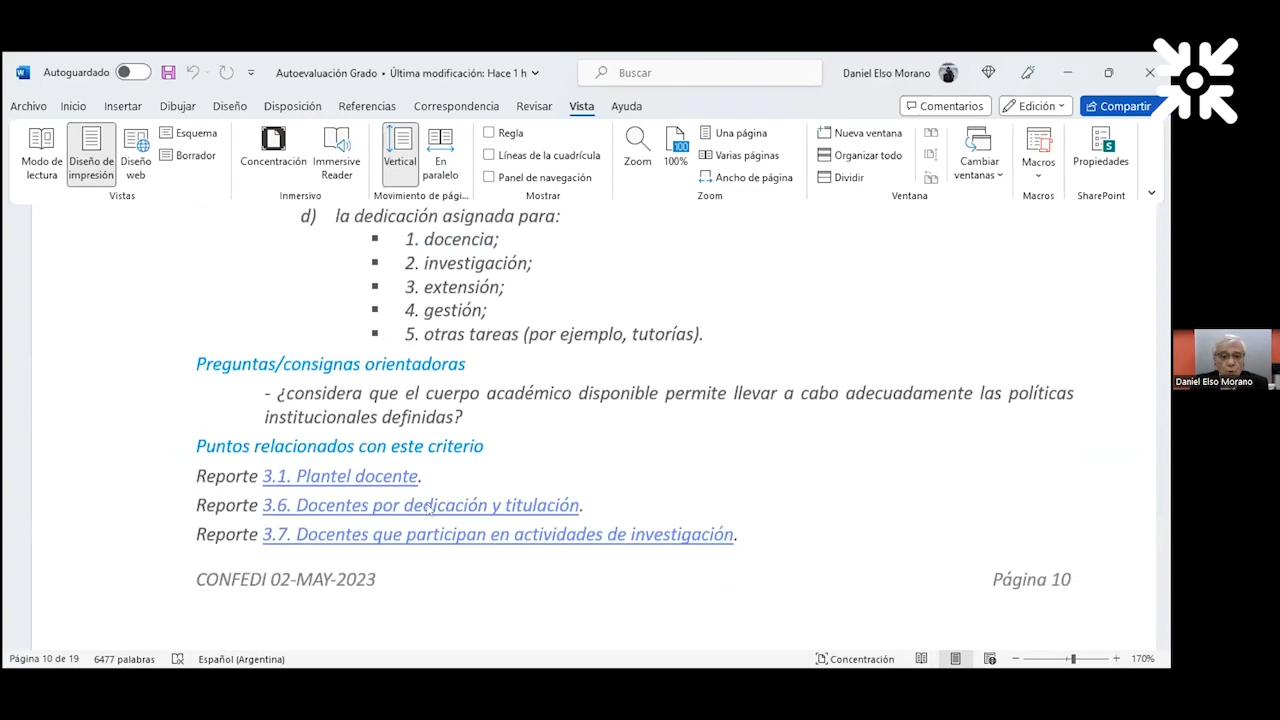 Autoguardado
Autoevaluación Grado • Última modificación: Hace 1 h
Buscar
Daniel Elso Morano
Archivo Inicio Insertar Dibujar Diseño Disposición Referencias Correspondencia Revisar Vista Ayuda
Comentarios Edición Compartir
Modo de lectura
Diseño de impresión
Diseño web
Esquema
Borrador
Vistas
Concentración
Immersive Reader
Inmersivo
Vertical
En paralelo
Movimiento de pági...
Regla
Líneas de la cuadrícula
Panel de navegación
Mostrar
Zoom
100
100%
Una página
Varias páginas
Ancho de página
Zoom
Nueva ventana
Organizar todo
Dividir
Cambiar ventanas
Ventana
Macros
Macros
Propiedades
SharePoint
d) la dedicación asignada para:
▪ 1. docencia;
▪ 2. investigación;
▪ 3. extensión;
▪ 4. gestión;
▪ 5. otras tareas (por ejemplo, tutorías).
Preguntas/consignas orientadoras
- ¿considera que el cuerpo académico disponible permite llevar a cabo adecuadamente las políticas
institucionales definidas?
Puntos relacionados con este criterio
Reporte 3.1. Plantel docente.
Reporte 3.6. Docentes por dedicación y titulación.
Reporte 3.7. Docentes que participan en actividades de investigación.
CONFEDI 02-MAY-2023 Página 10
Página 10 de 19 6477 palabras Español (Argentina) Concentración 170%
Daniel Elso Morano